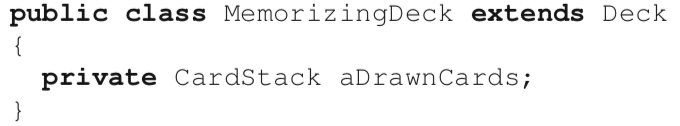 public class MemorizingDeck extends Deck
{
  private CardStack aDrawnCards;
}